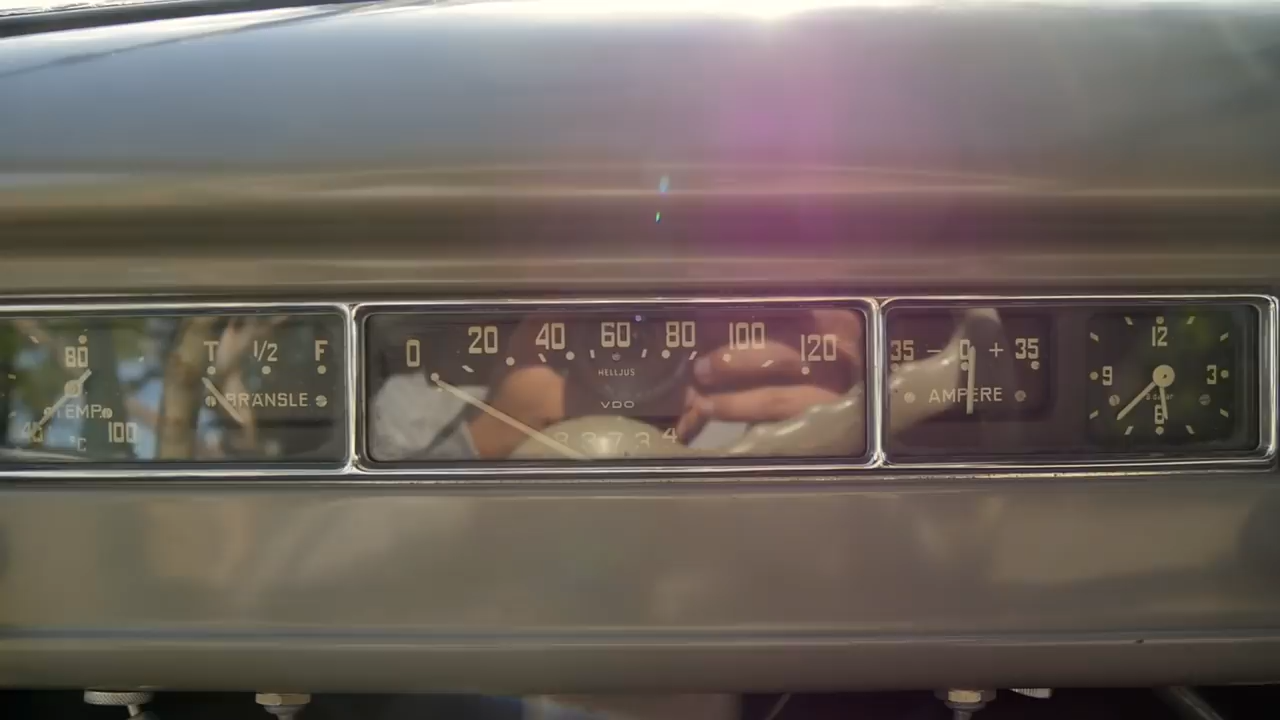 80
TEMP.
40 100
°C
T 1/2 F
BRÄNSLE
0 20 40 60 80 100 120
HELLJUS
VDO
35 − 0 + 35
AMPERE
12
9 3
6